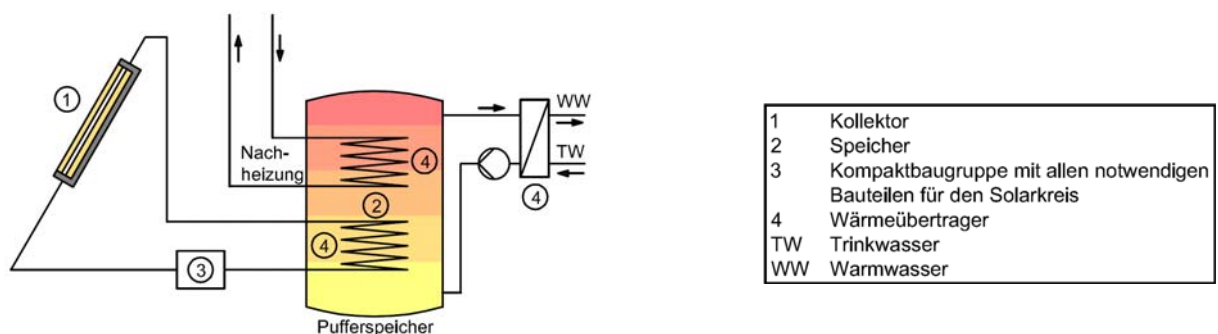 1
Nach-
heizung
4
2
4
3
Pufferspeicher
WW
TW
4
1 Kollektor
2 Speicher
3 Kompaktbaugruppe mit allen notwendigen
Bauteilen für den Solarkreis
4 Wärmeübertrager
TW Trinkwasser
WW Warmwasser